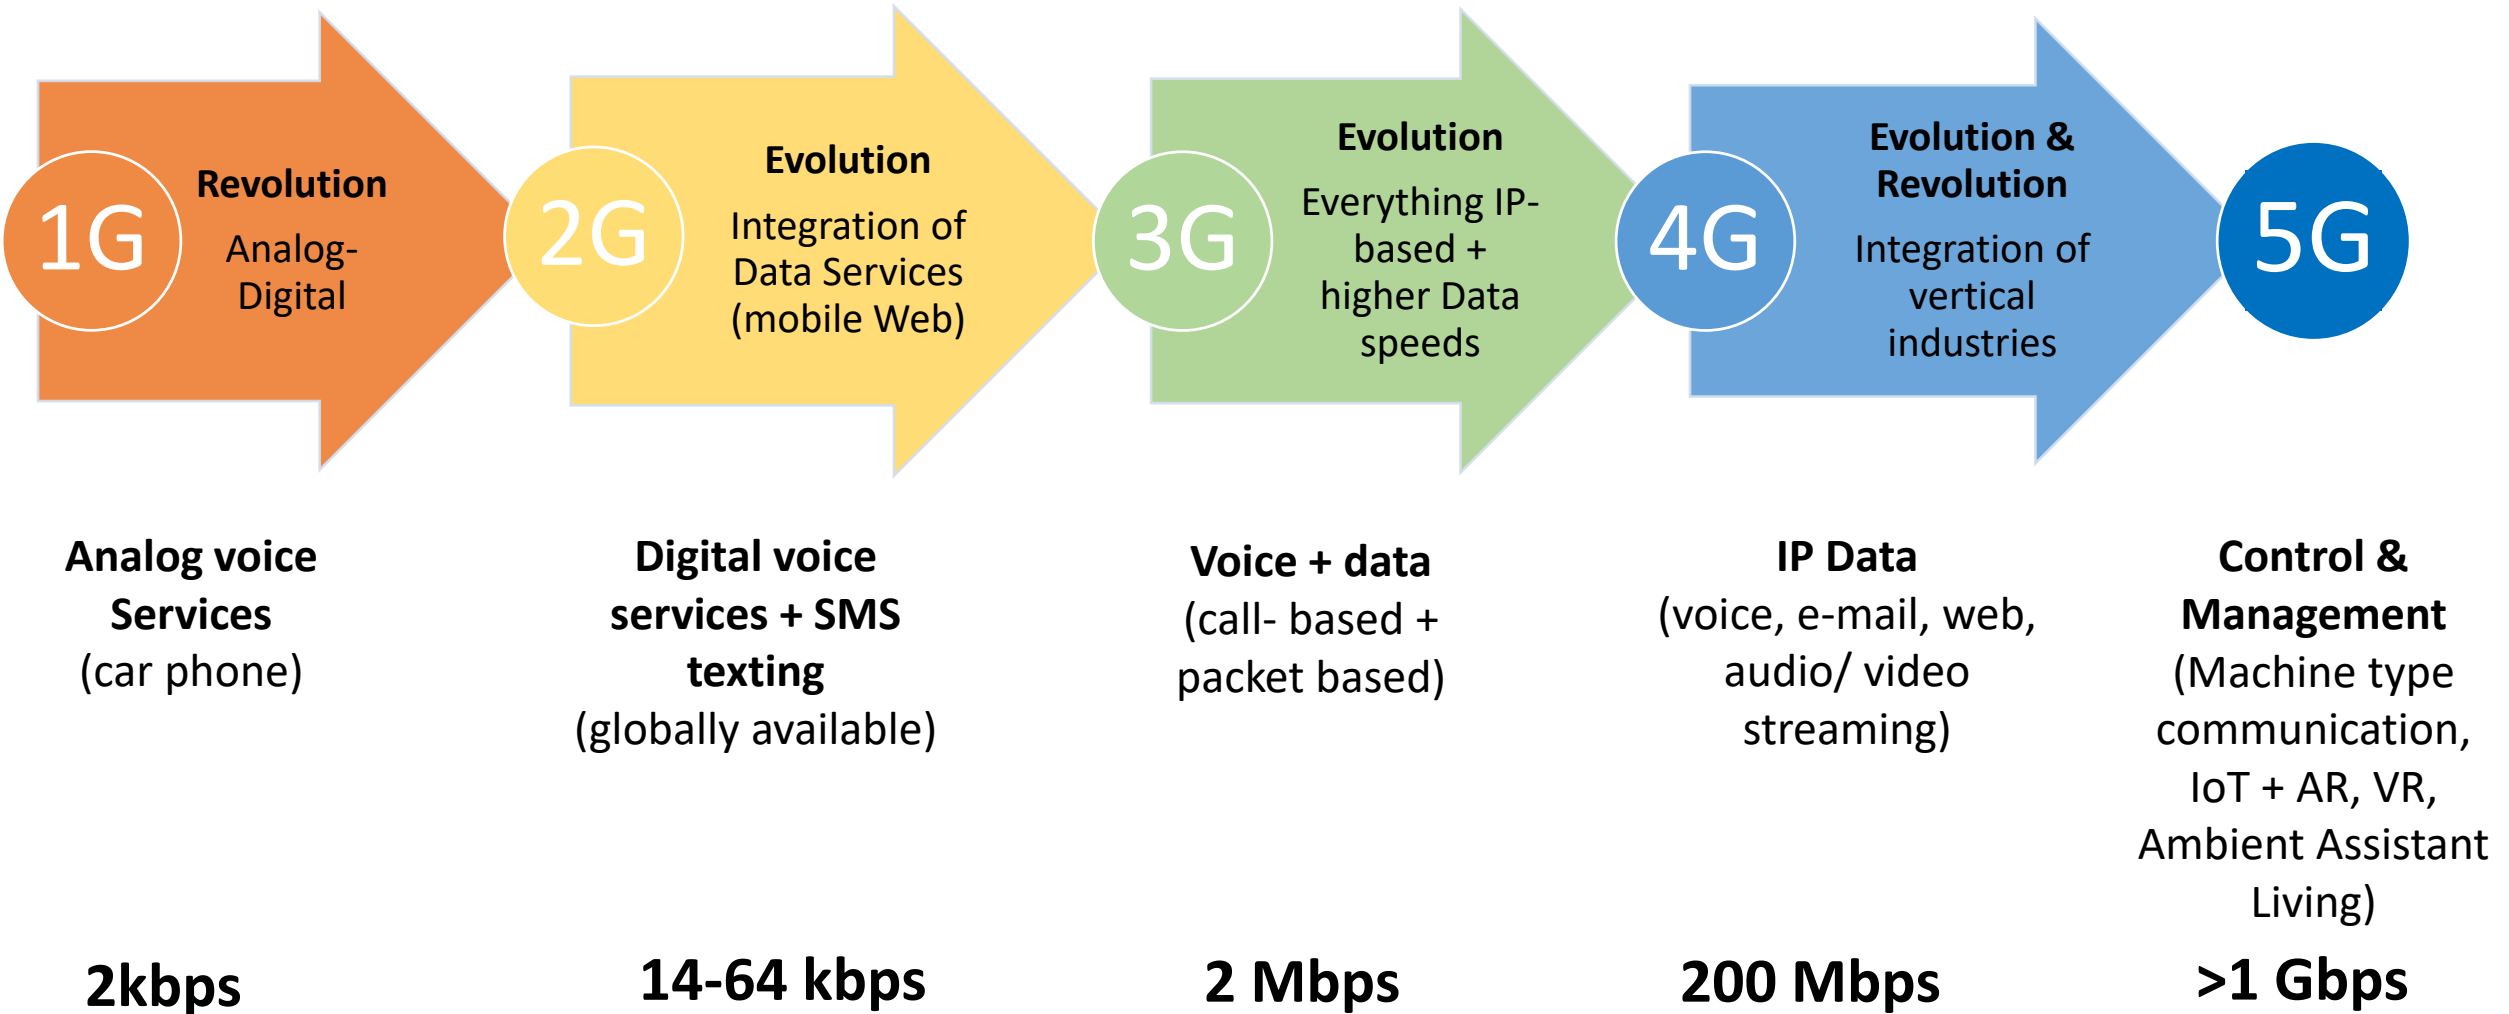 1G
Revolution
Analog-
Digital
2G
Evolution
Integration of
Data Services
(mobile Web)
3G
Evolution
Everything IP-
based +
higher Data
speeds
4G
Evolution &
Revolution
Integration of
vertical
industries
5G
Analog voice
Services
(car phone)
Digital voice
services + SMS
texting
(globally available)
Voice + data
(call- based +
packet based)
IP Data
(voice, e-mail, web,
audio/ video
streaming)
Control &
Management
(Machine type
communication,
IoT + AR, VR,
Ambient Assistant
Living)
2kbps
14-64 kbps
2 Mbps
200 Mbps
>1 Gbps